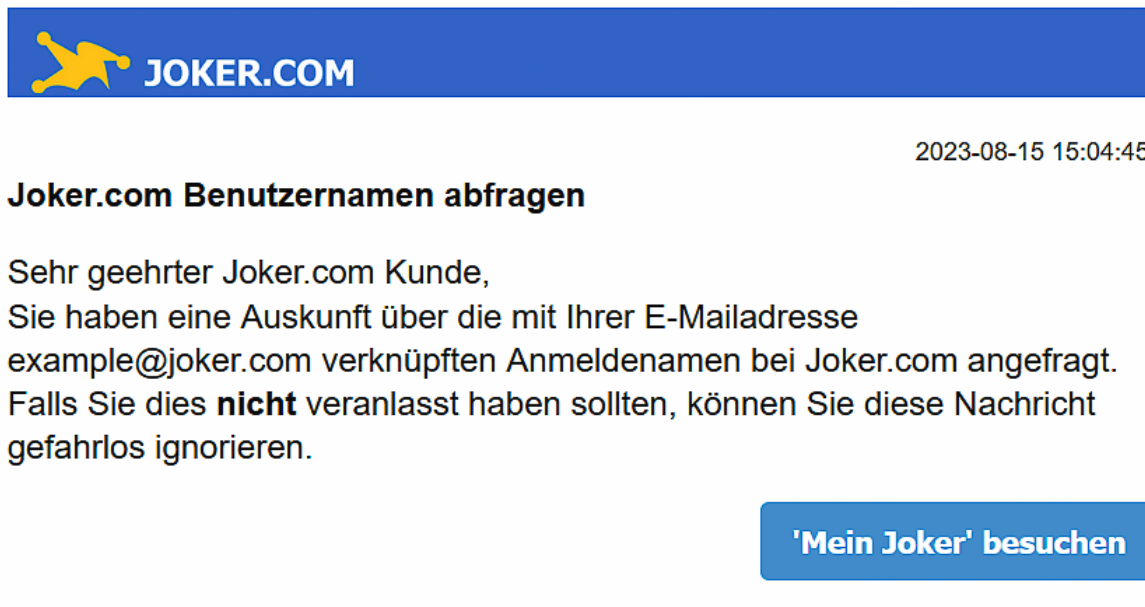 JOKER.COM
2023-08-15 15:04:45
Joker.com Benutzernamen abfragen
Sehr geehrter Joker.com Kunde,
Sie haben eine Auskunft über die mit Ihrer E-Mailadresse
example@joker.com verknüpften Anmeldenamen bei Joker.com angefragt.
Falls Sie dies nicht veranlasst haben sollten, können Sie diese Nachricht
gefahrlos ignorieren.
'Mein Joker' besuchen